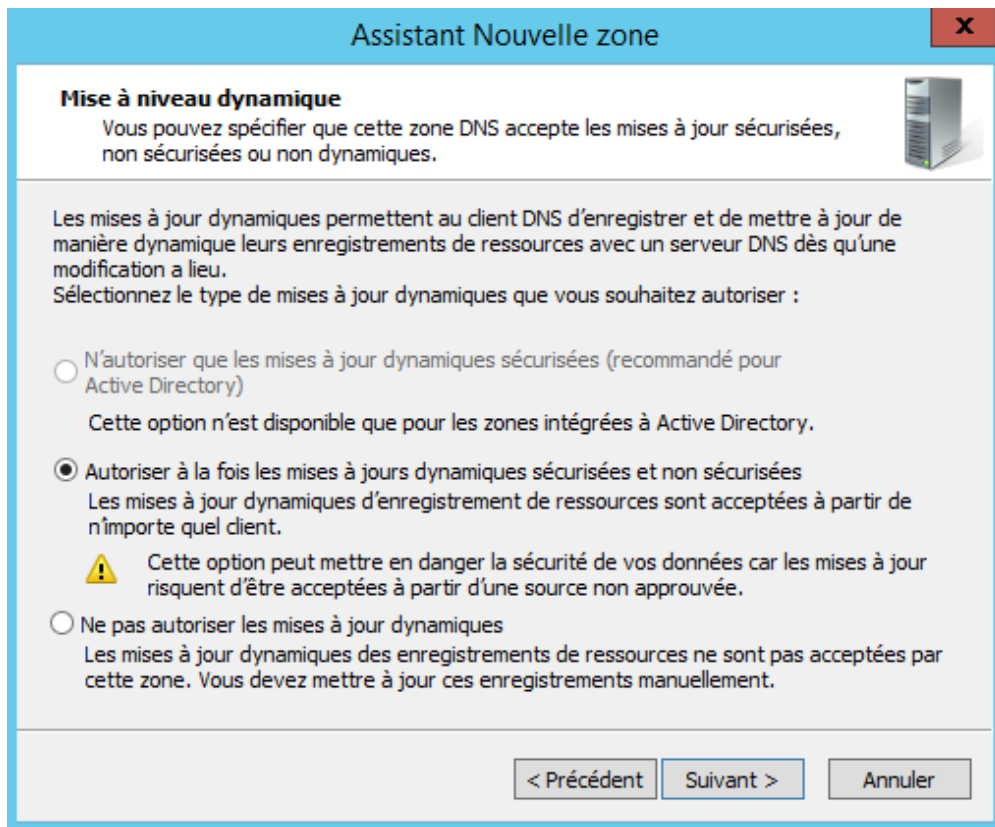 Assistant Nouvelle zone
x
Mise à niveau dynamique
Vous pouvez spécifier que cette zone DNS accepte les mises à jour sécurisées,
non sécurisées ou non dynamiques.
Les mises à jour dynamiques permettent au client DNS d'enregistrer et de mettre à jour de
manière dynamique leurs enregistrements de ressources avec un serveur DNS dès qu'une
modification a lieu.
Sélectionnez le type de mises à jour dynamiques que vous souhaitez autoriser :
N'autoriser que les mises à jour dynamiques sécurisées (recommandé pour
Active Directory)
Cette option n'est disponible que pour les zones intégrées à Active Directory.
Autoriser à la fois les mises à jours dynamiques sécurisées et non sécurisées
Les mises à jour dynamiques d'enregistrement de ressources sont acceptées à partir de
n'importe quel client.
Cette option peut mettre en danger la sécurité de vos données car les mises à jour
risquent d'être acceptées à partir d'une source non approuvée.
Ne pas autoriser les mises à jour dynamiques
Les mises à jour dynamiques des enregistrements de ressources ne sont pas acceptées par
cette zone. Vous devez mettre à jour ces enregistrements manuellement.
< Précédent Suivant > Annuler